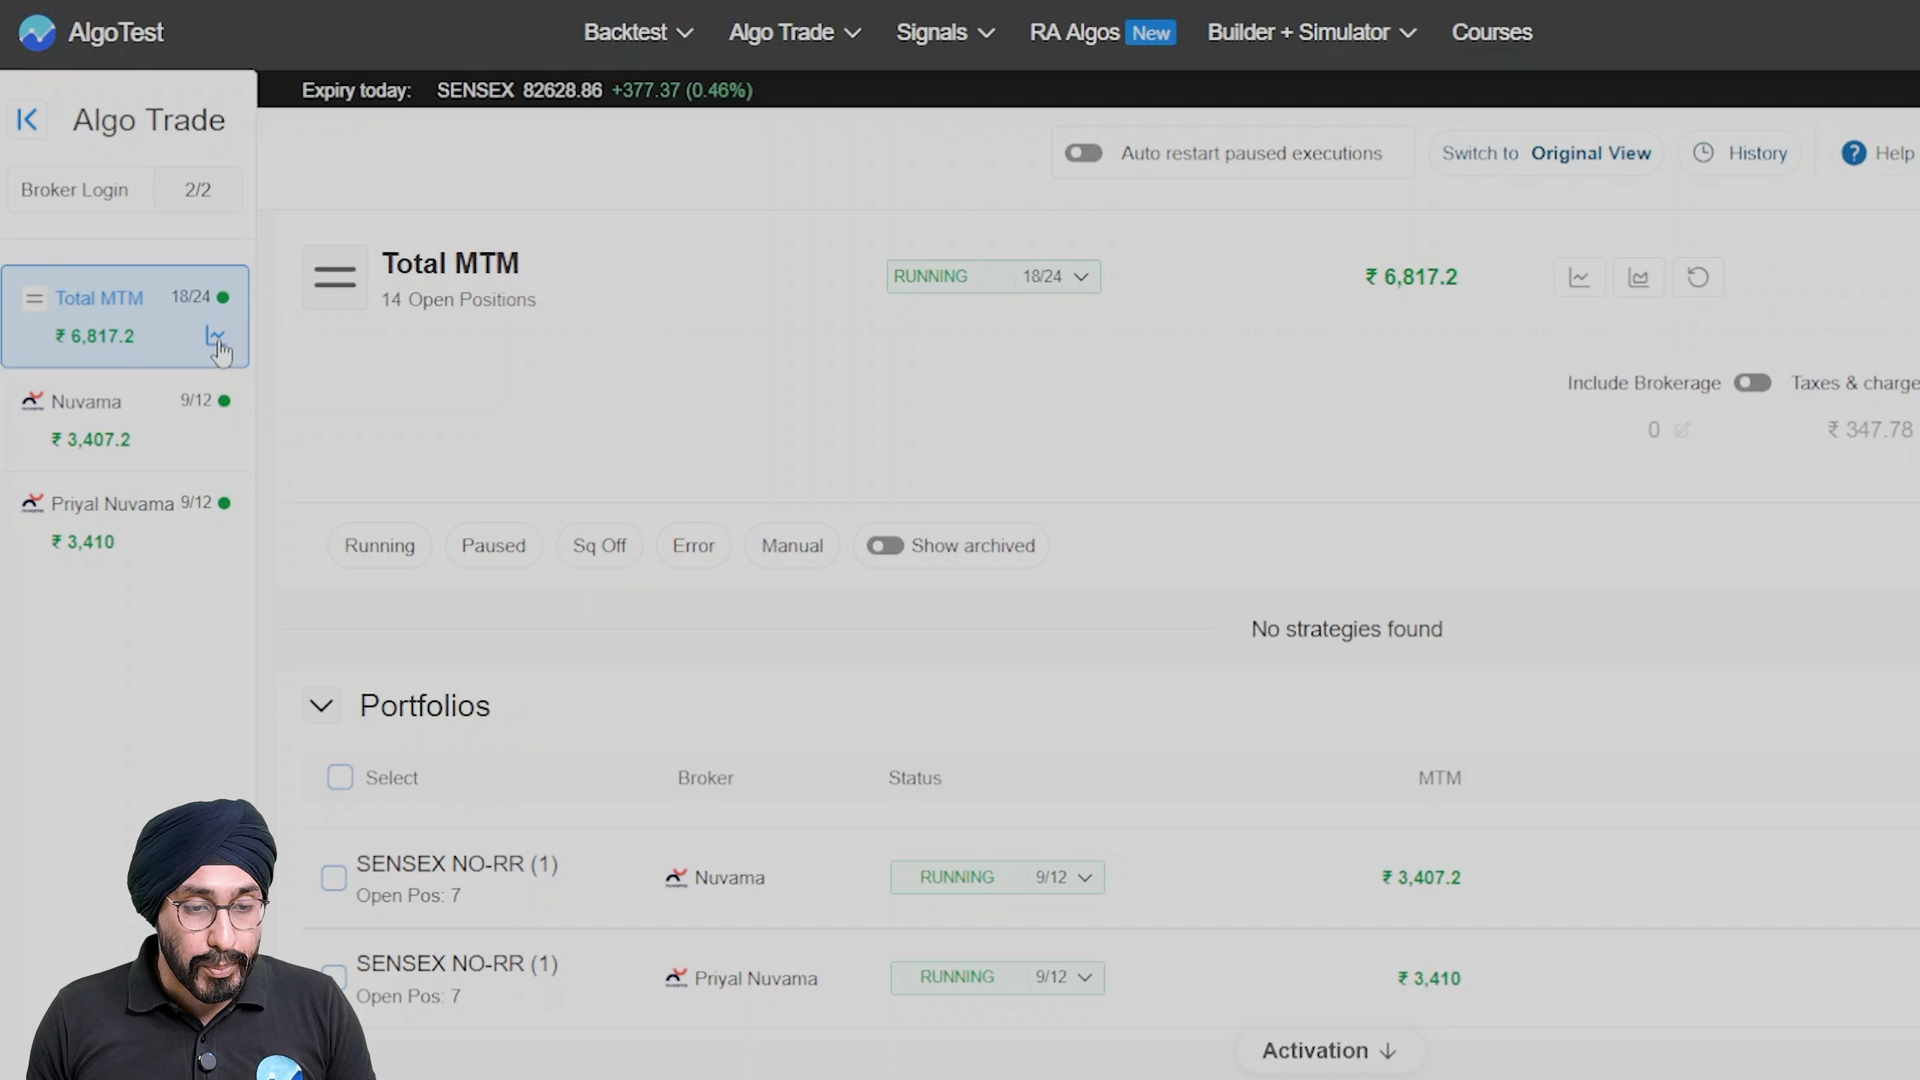 AlgoTest
Backtest
Algo Trade
Signals
RA Algos New
Builder + Simulator
Courses
Expiry today: SENSEX 82628.86 +377.37 (0.46%)
Algo Trade
Broker Login 2/2
Auto restart paused executions
Switch to Original View
History
Help
Total MTM 18/24
₹ 6,817.2
Nuvama 9/12
₹ 3,407.2
Priyal Nuvama 9/12
₹ 3,410
Total MTM
14 Open Positions
RUNNING 18/24
₹ 6,817.2
Include Brokerage
Taxes & charge
0
₹ 347.78
Running
Paused
Sq Off
Error
Manual
Show archived
No strategies found
Portfolios
Select Broker Status MTM
SENSEX NO-RR (1)
Open Pos: 7
Nuvama
RUNNING 9/12
₹ 3,407.2
SENSEX NO-RR (1)
Open Pos: 7
Priyal Nuvama
RUNNING 9/12
₹ 3,410
Activation